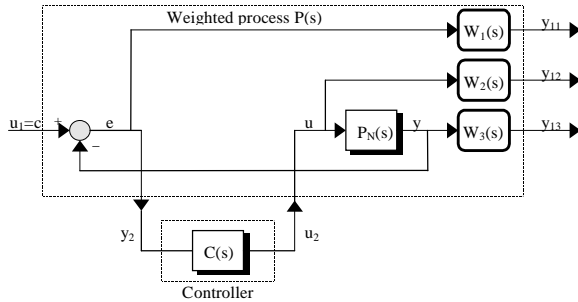 Weighted process P(s)
W₁(s)
y₁₁
W₂(s)
y₁₂
u₁=c
+
e
−
u
P_N(s)
y
W₃(s)
y₁₃
y₂
C(s)
u₂
Controller